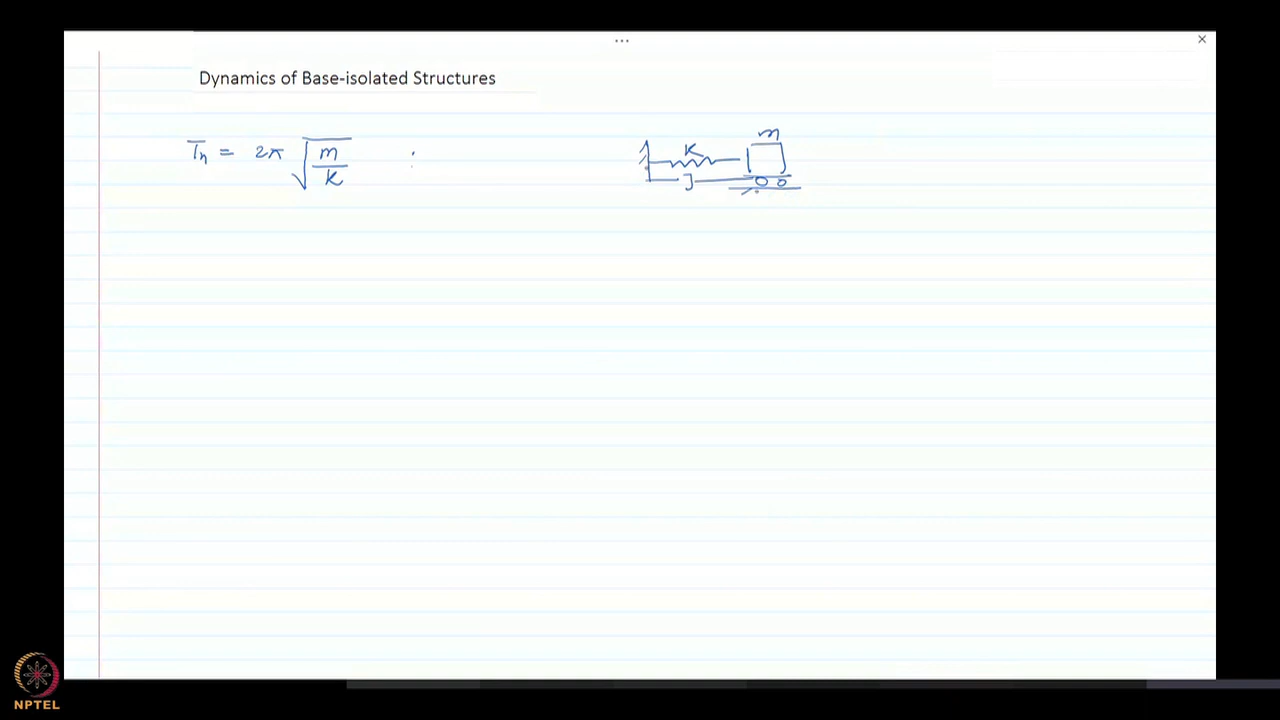 Dynamics of Base-isolated Structures
Tn = 2π √(m/K)
m
K
NPTEL